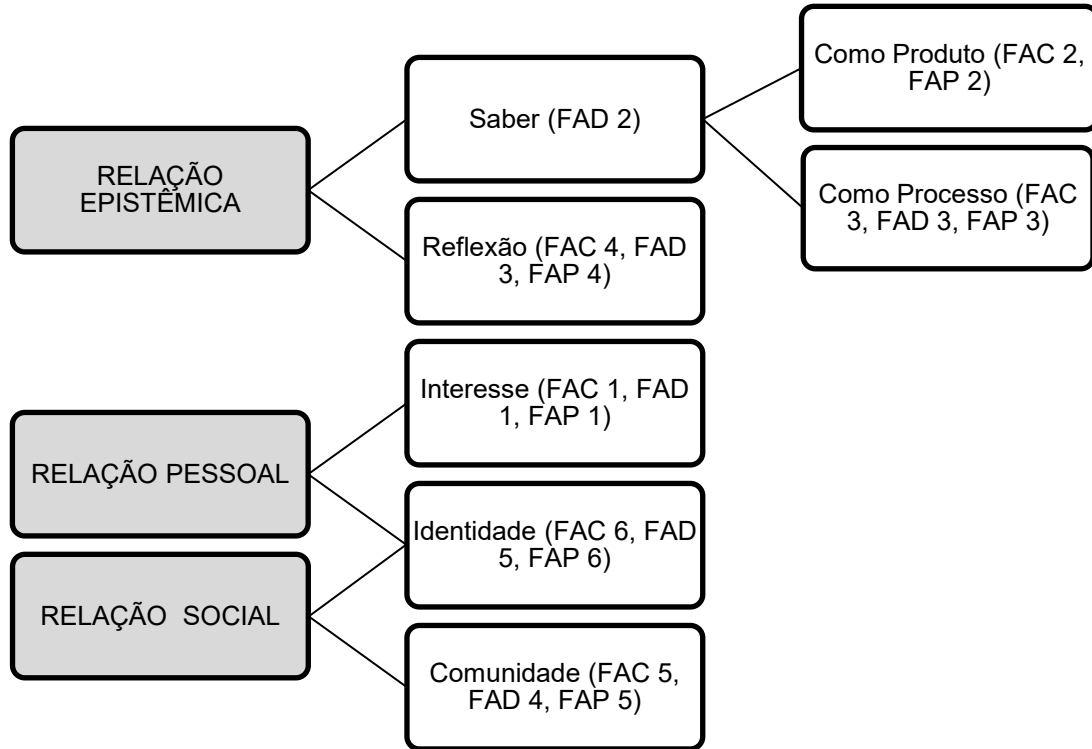 RELAÇÃO
EPISTÊMICA
Saber (FAD 2)
Como Produto (FAC 2,
FAP 2)
Como Processo (FAC
3, FAD 3, FAP 3)
Reflexão (FAC 4, FAD
3, FAP 4)
RELAÇÃO PESSOAL
Interesse (FAC 1, FAD
1, FAP 1)
Identidade (FAC 6, FAD
5, FAP 6)
RELAÇÃO SOCIAL
Comunidade (FAC 5,
FAD 4, FAP 5)